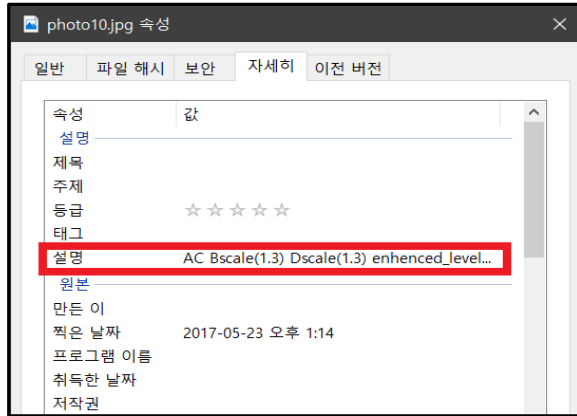 photo10.jpg 속성
일반 파일 해시 보안 자세히 이전 버전
속성 값
설명
제목
주제
등급
태그
설명 AC Bscale(1.3) Dscale(1.3) enhenced_level...
원본
만든 이
찍은 날짜 2017-05-23 오후 1:14
프로그램 이름
취득한 날짜
저작권